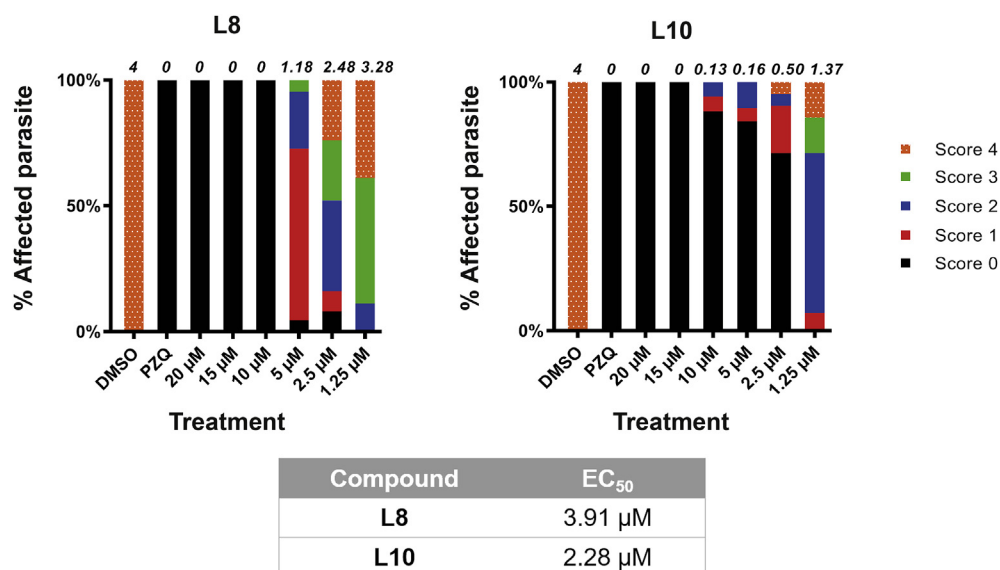 L8
4 0 0 0 0 1.18 2.48 3.28
100%
50%
0%
% Affected parasite
DMSO
PZQ
20 µM
15 µM
10 µM
5 µM
2.5 µM
1.25 µM
Treatment
L10
4 0 0 0 0.13 0.16 0.50 1.37
100%
50%
0%
% Affected parasite
DMSO
PZQ
20 µM
15 µM
10 µM
5 µM
2.5 µM
1.25 µM
Treatment
Score 4
Score 3
Score 2
Score 1
Score 0
Compound EC50
L8 3.91 µM
L10 2.28 µM